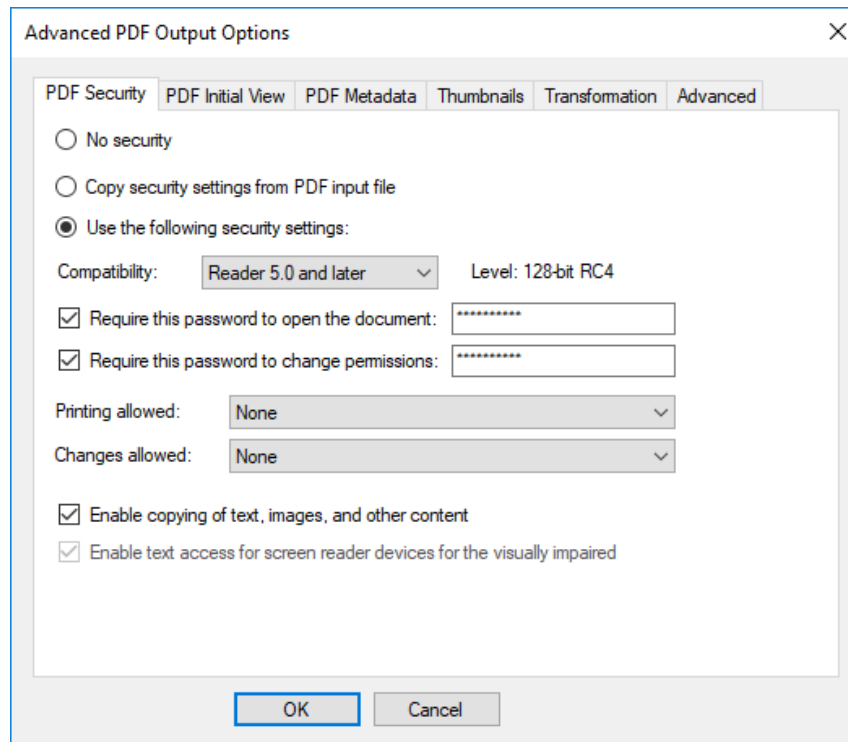 Advanced PDF Output Options
PDF Security PDF Initial View PDF Metadata Thumbnails Transformation Advanced
No security
Copy security settings from PDF input file
Use the following security settings:
Compatibility: Reader 5.0 and later Level: 128-bit RC4
Require this password to open the document: **********
Require this password to change permissions: **********
Printing allowed: None
Changes allowed: None
Enable copying of text, images, and other content
Enable text access for screen reader devices for the visually impaired
OK Cancel